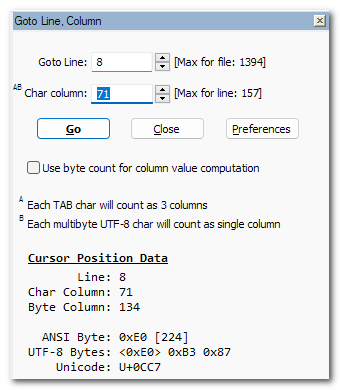 Goto Line, Column
Goto Line: 8 [Max for file: 1394]
AB Char column: 71 [Max for line: 157]
Go Close Preferences
Use byte count for column value computation
A Each TAB char will count as 3 columns
B Each multibyte UTF-8 char will count as single column
Cursor Position Data
Line: 8
Char Column: 71
Byte Column: 134
ANSI Byte: 0xE0 [224]
UTF-8 Bytes: <0xE0> 0xB3 0x87
Unicode: U+0CC7